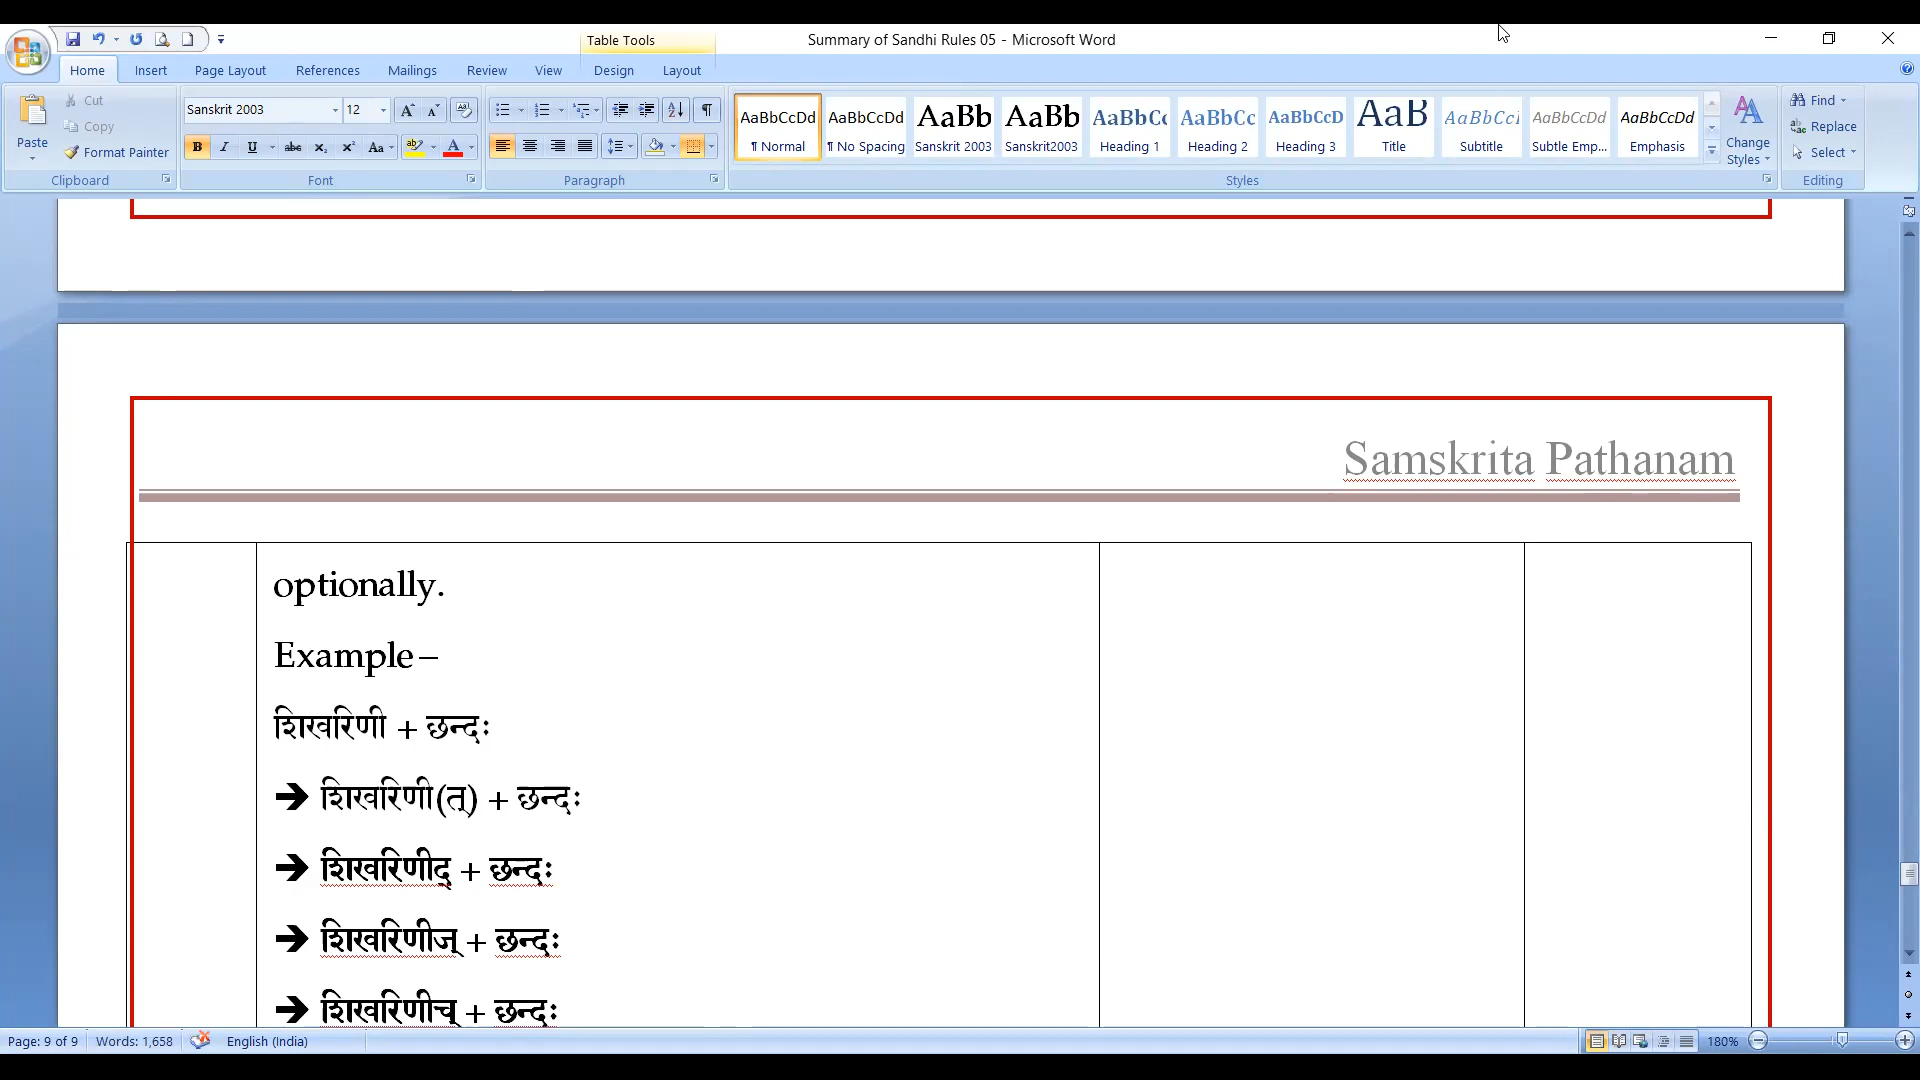 Table Tools
Summary of Sandhi Rules 05 - Microsoft Word
Home Insert Page Layout References Mailings Review View Design Layout
Paste
Cut
Copy
Format Painter
Clipboard
Sanskrit 2003 12
Font
Paragraph
AaBbCcDd AaBbCcDd AaBb AaBb AaBbCc AaBbCc AaBbCcD AaB AaBbCcl AaBbCcDd AaBbCcDd
¶ Normal ¶ No Spacing Sanskrit 2003 Sanskrit2003 Heading 1 Heading 2 Heading 3 Title Subtitle Subtle Emp... Emphasis
Styles
Change
Styles
Find
Replace
Select
Editing
Samskrita Pathanam
optionally.
Example –
शिखरिणी + छन्दः
➔ शिखरिणी(त्) + छन्दः
➔ शिखरिणीद् + छन्दः
➔ शिखरिणीज् + छन्दः
➔ शिखरिणीच् + छन्दः
Page: 9 of 9 Words: 1,658 English (India) 180%